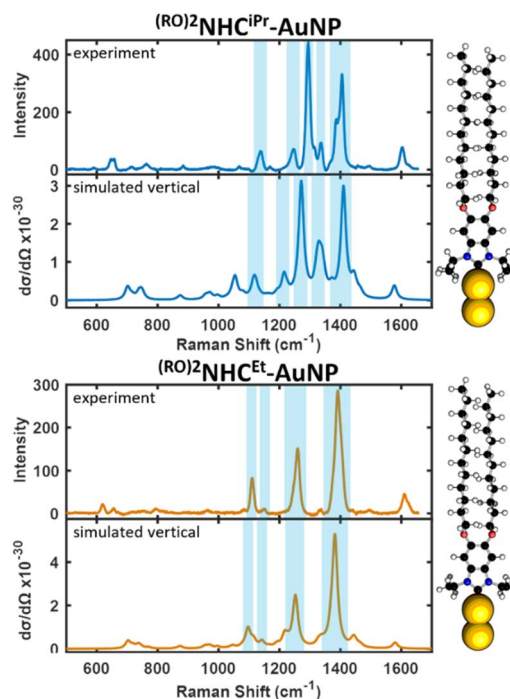 (RO)2NHCiPr-AuNP
experiment
Intensity
400
200
0
simulated vertical
dσ/dΩ x10-30
3
2
1
0
600 800 1000 1200 1400 1600
Raman Shift (cm-1)
(RO)2NHCEt-AuNP
experiment
Intensity
300
200
100
0
simulated vertical
dσ/dΩ x10-30
4
2
0
600 800 1000 1200 1400 1600
Raman Shift (cm-1)